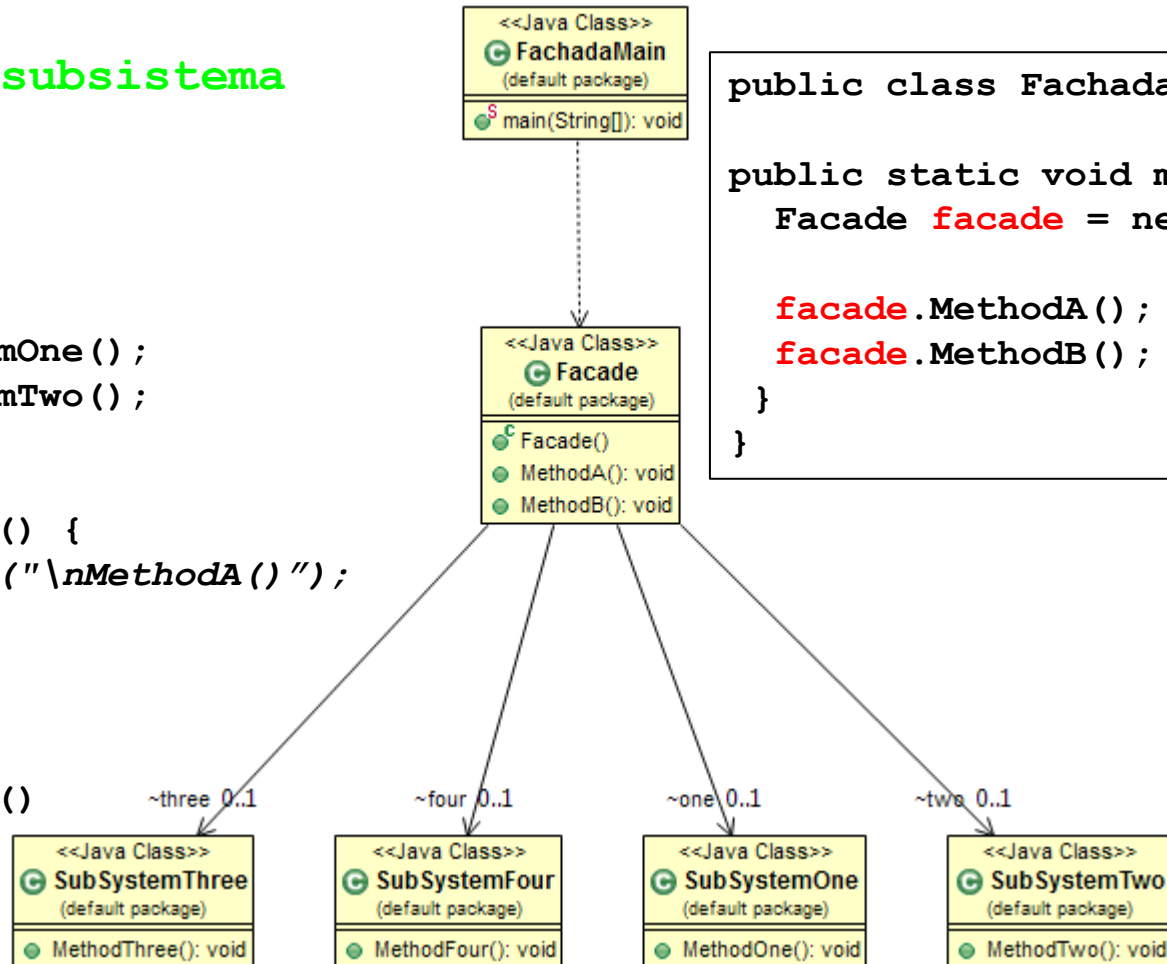 <<Java Class>>
FachadaMain
(default package)
main(String[]): void
subsistema
public class Fachada
public static void m
Facade facade = ne
facade.MethodA();
facade.MethodB();
}
}
mOne();
mTwo();
() {
("\nMethodA()”);
()
<<Java Class>>
Facade
(default package)
Facade()
MethodA(): void
MethodB(): void
~three 0..1
~four 0..1
~one 0..1
~two 0..1
<<Java Class>>
SubSystemThree
(default package)
MethodThree(): void
<<Java Class>>
SubSystemFour
(default package)
MethodFour(): void
<<Java Class>>
SubSystemOne
(default package)
MethodOne(): void
<<Java Class>>
SubSystemTwo
(default package)
MethodTwo(): void